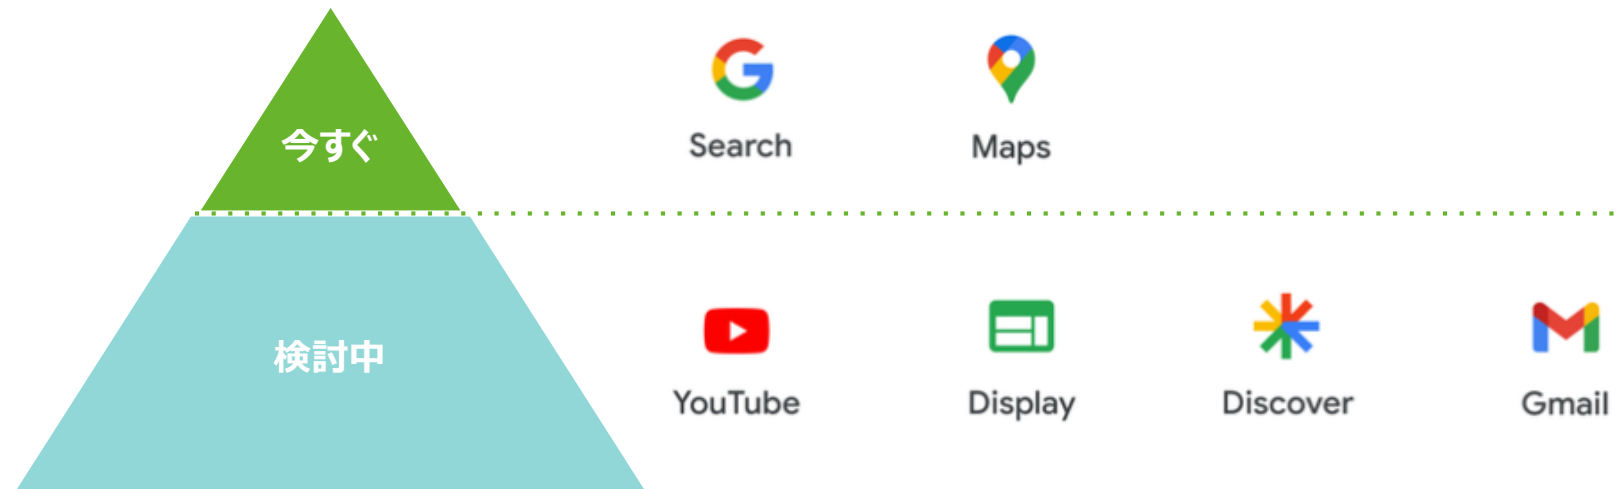 今すぐ
Search
Maps
検討中
YouTube
Display
Discover
Gmail